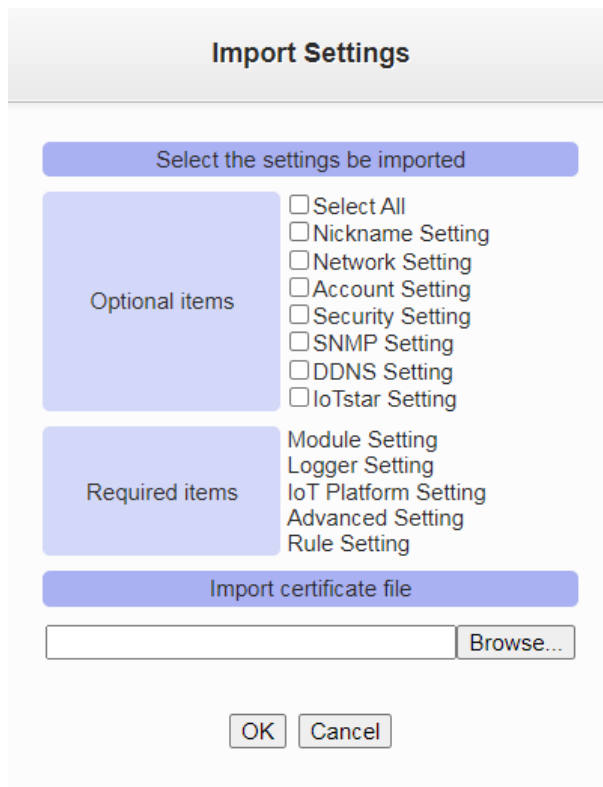 Import Settings
Select the settings be imported
Optional items
Select All
Nickname Setting
Network Setting
Account Setting
Security Setting
SNMP Setting
DDNS Setting
IoTstar Setting
Required items
Module Setting
Logger Setting
IoT Platform Setting
Advanced Setting
Rule Setting
Import certificate file
Browse...
OK Cancel